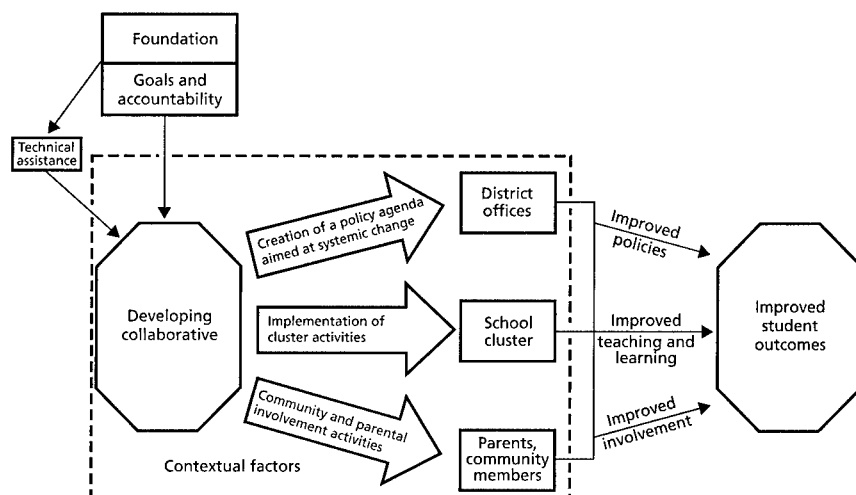 Foundation
Goals and
accountability
Technical
assistance
Creation of a policy agenda
aimed at systemic change
District
offices
Improved
policies
Developing
collaborative
Implementation of
cluster activities
School
cluster
Improved
teaching and
learning
Improved
student
outcomes
Community and parental
involvement activities
Improved
involvement
Parents,
community
members
Contextual factors